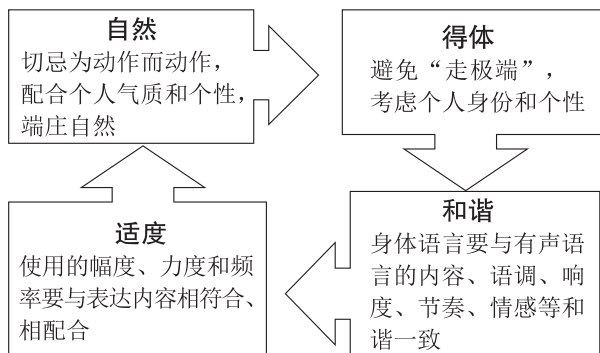 自然
切忌为动作而动作，
配合个人气质和个性，
端庄自然
得体
避免“走极端”，
考虑个人身份和个性
和谐
身体语言要与有声语
言的内容、语调、响
度、节奏、情感等和
谐一致
适度
使用的幅度、力度和频
率要与表达内容相符合、
相配合